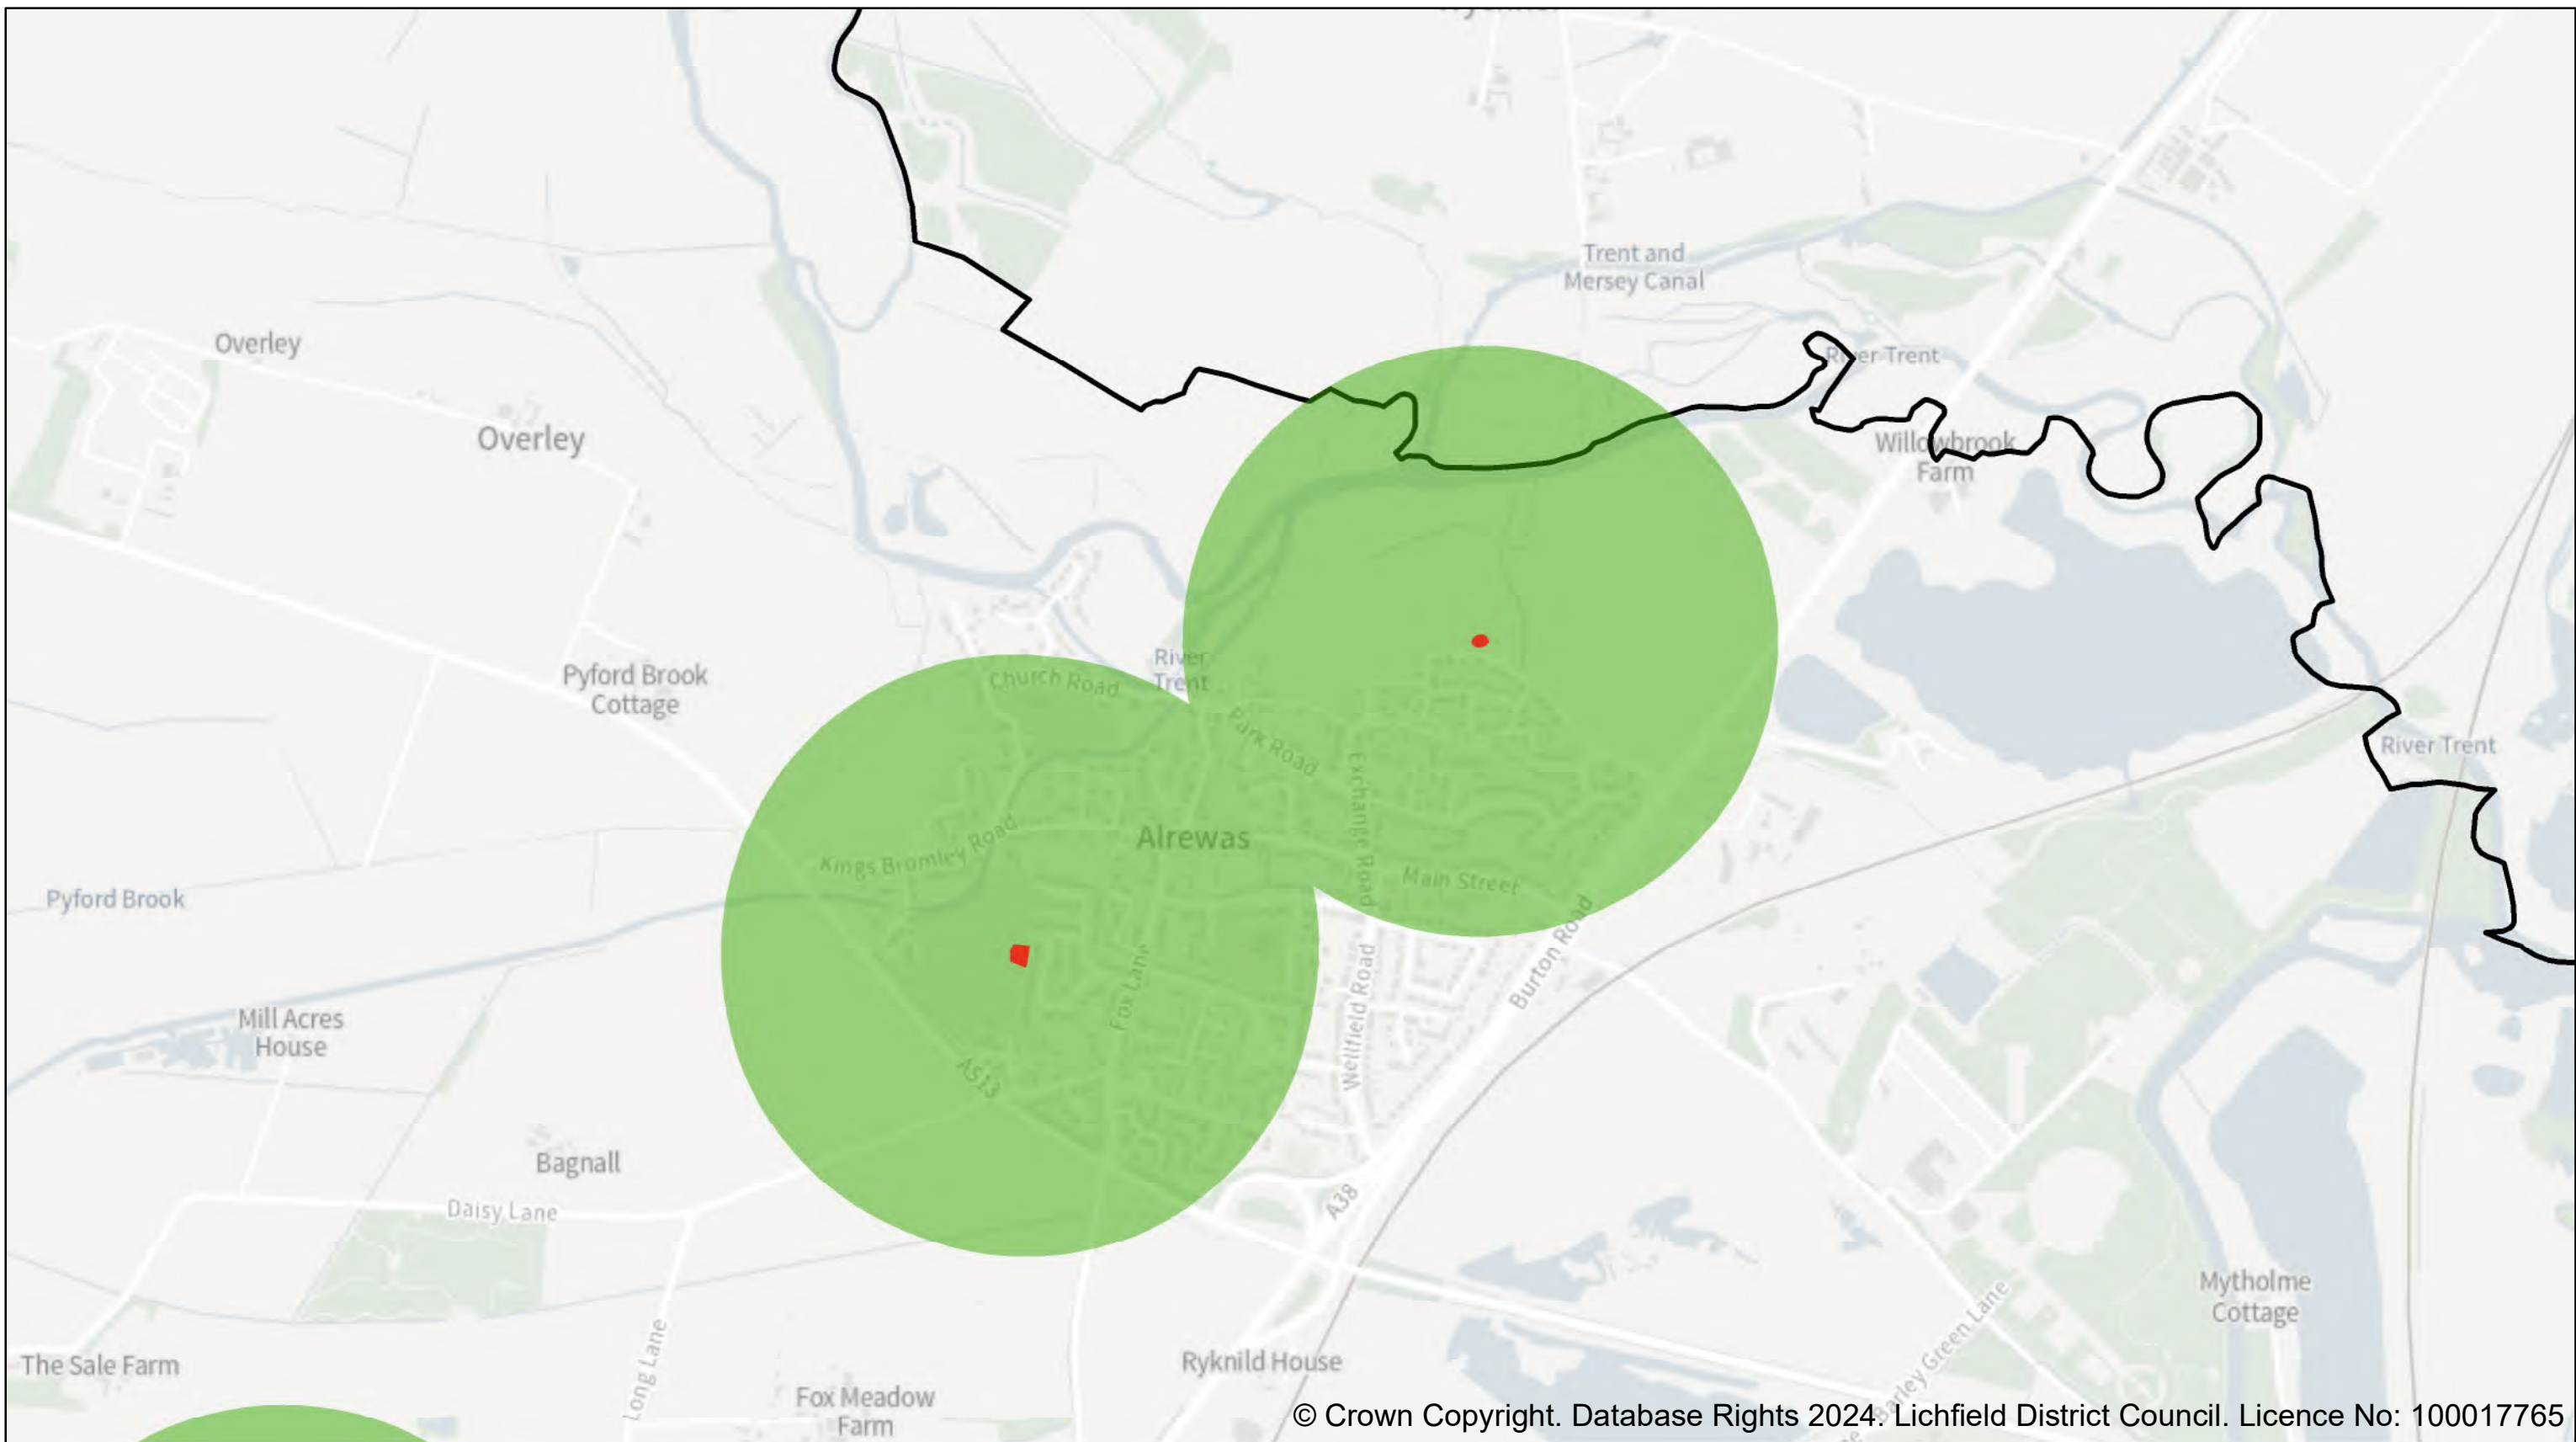 Trent and
Mersey Canal
Overley
River Trent
Overley
Willowbrook
Farm
River
Trent
Church Road
Pyford Brook
Cottage
Park Road
River Trent
Exchange Road
Alrewas
Kings Bromley Road
Main Street
Pyford Brook
Burton Road
Fox Lane
Wellfield Road
Mill Acres
House
A513
Bagnall
A38
Daisy Lane
Mytholme
Cottage
Barley Green Lane
The Sale Farm
Long Lane
Ryknild House
Fox Meadow
Farm
© Crown Copyright. Database Rights 2024. Lichfield District Council. Licence No: 100017765